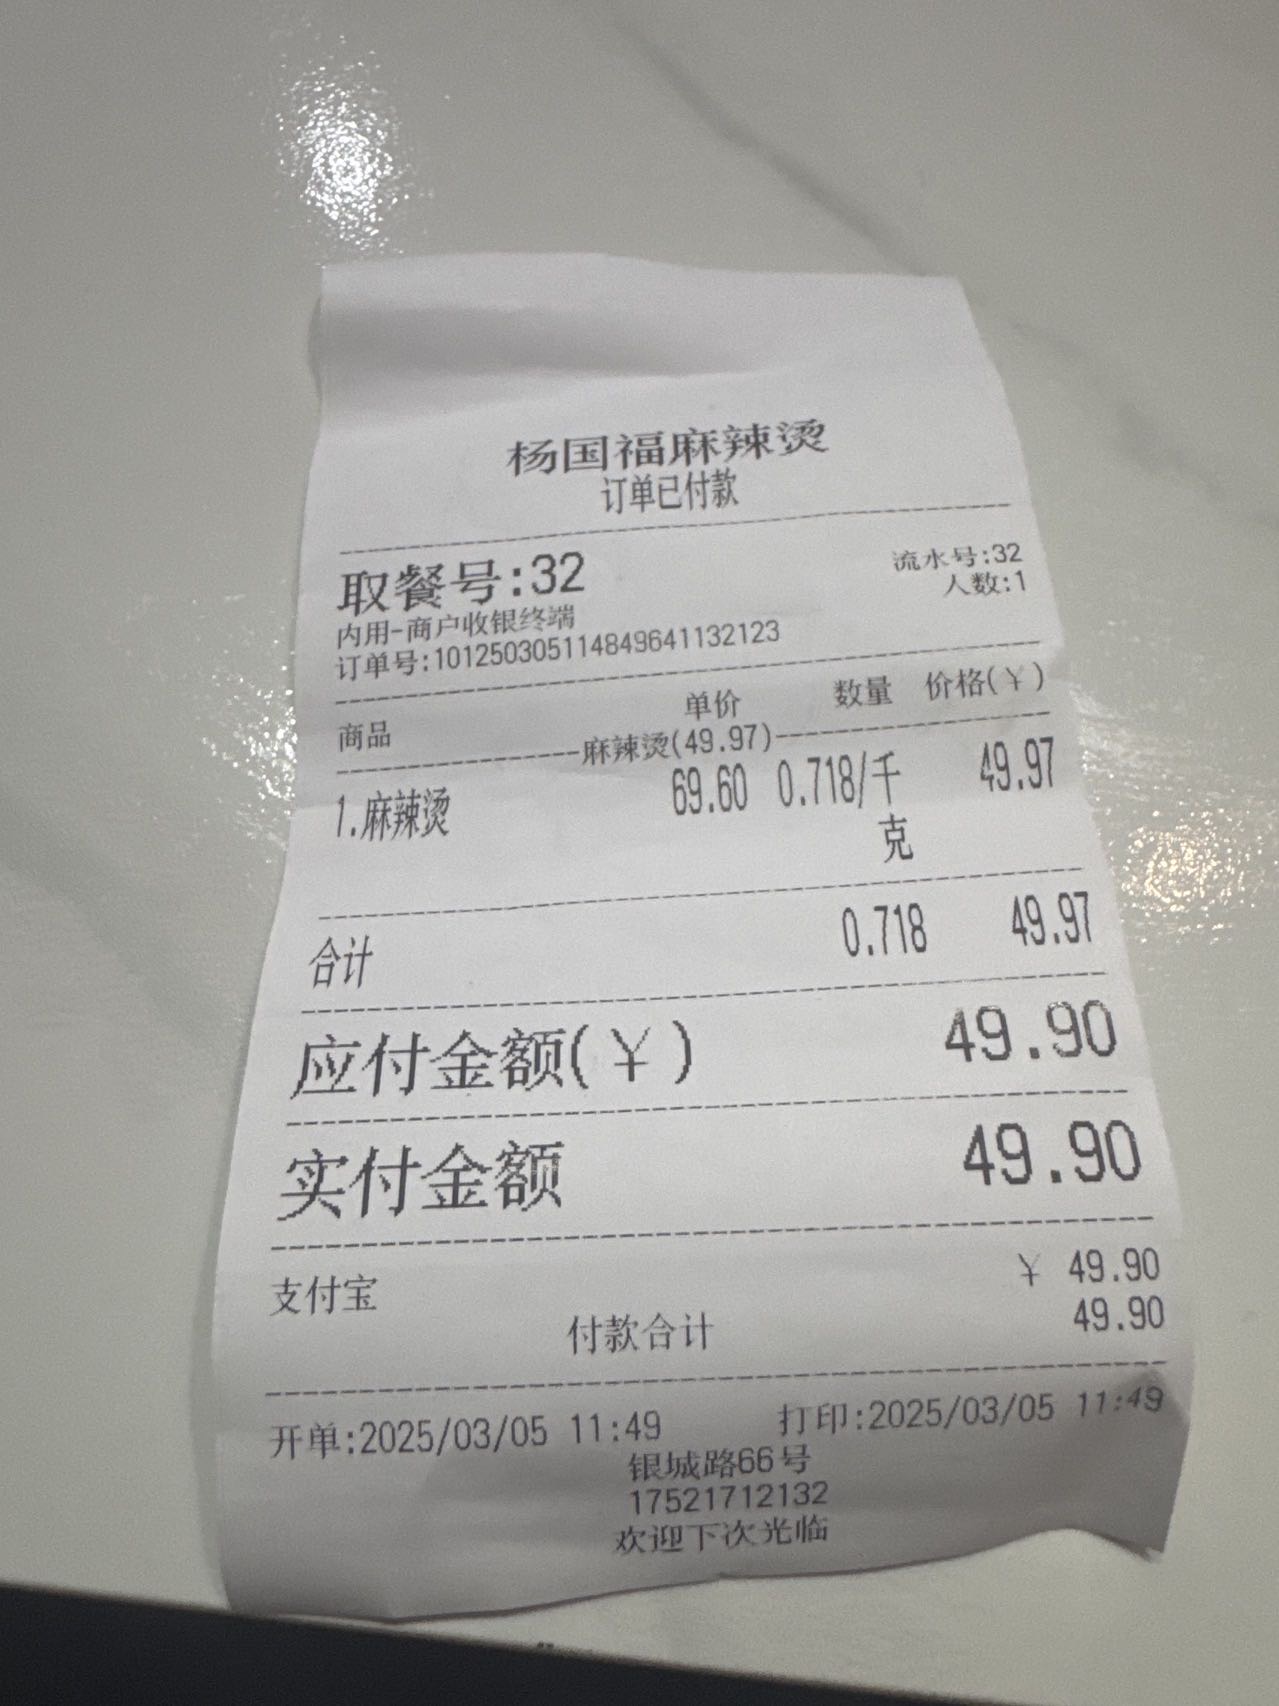 杨国福麻辣烫
订单已付款
取餐号:32 流水号:32
人数:1
内用-商户收银终端
订单号:101250305114849641132123
商品 单价 数量 价格(¥)
麻辣烫(49.97)
1.麻辣烫 69.60 0.718/千克 49.97
合计 0.718 49.97
应付金额(¥) 49.90
实付金额 49.90
支付宝 ¥ 49.90
付款合计 49.90
开单:2025/03/05 11:49 打印:2025/03/05 11:49
银城路66号
17521712132
欢迎下次光临